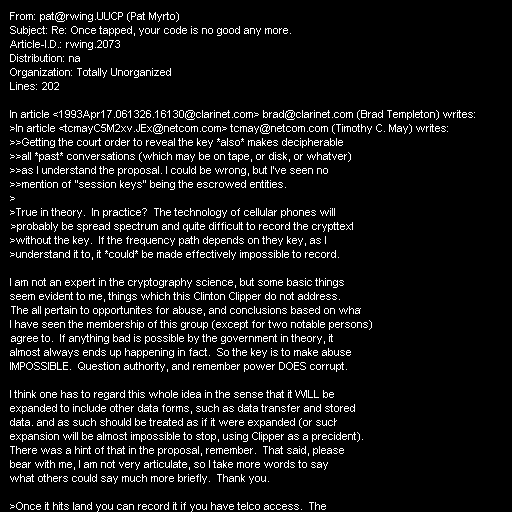 From: pat@rwing.UUCP (Pat Myrto)
Subject: Re: Once tapped, your code is no good any more.
Article-I.D.: rwing.2073
Distribution: na
Organization: Totally Unorganized
Lines: 202

In article <1993Apr17.061326.16130@clarinet.com> brad@clarinet.com (Brad Templeton) writes:
>In article <tcmayC5M2xv.JEx@netcom.com> tcmay@netcom.com (Timothy C. May) writes:
>>Getting the court order to reveal the key *also* makes decipherable
>>all *past* conversations (which may be on tape, or disk, or whatver)
>>as I understand the proposal. I could be wrong, but I've seen no
>>mention of "session keys" being the escrowed entities.
>
>True in theory.  In practice?  The technology of cellular phones will
>probably be spread spectrum and quite difficult to record the crypttext
>without the key.  If the frequency path depends on they key, as I
>understand it to, it *could* be made effectively impossible to record.

I am not an expert in the cryptography science, but some basic things
seem evident to me, things which this Clinton Clipper do not address.
The all pertain to opportunites for abuse, and conclusions based on wha
I have seen the membership of this group (except for two notable persons)
agree to.  If anything bad is possible by the government in theory, it
almost always ends up happening in fact.  So the key is to make abuse
IMPOSSIBLE.  Question authority, and remember power DOES corrupt.

I think one has to regard this whole idea in the sense that it WILL be
expanded to include other data forms, such as data transfer and stored
data. and as such should be treated as if it were expanded (or such
expansion will be almost impossible to stop, using Clipper as a precident).
There was a hint of that in the proposal, remember.  That said, please
bear with me, I am not very articulate, so I take more words to say
what others could say much more briefly.  Thank you.

>Once it hits land you can record it if you have telco access.  The